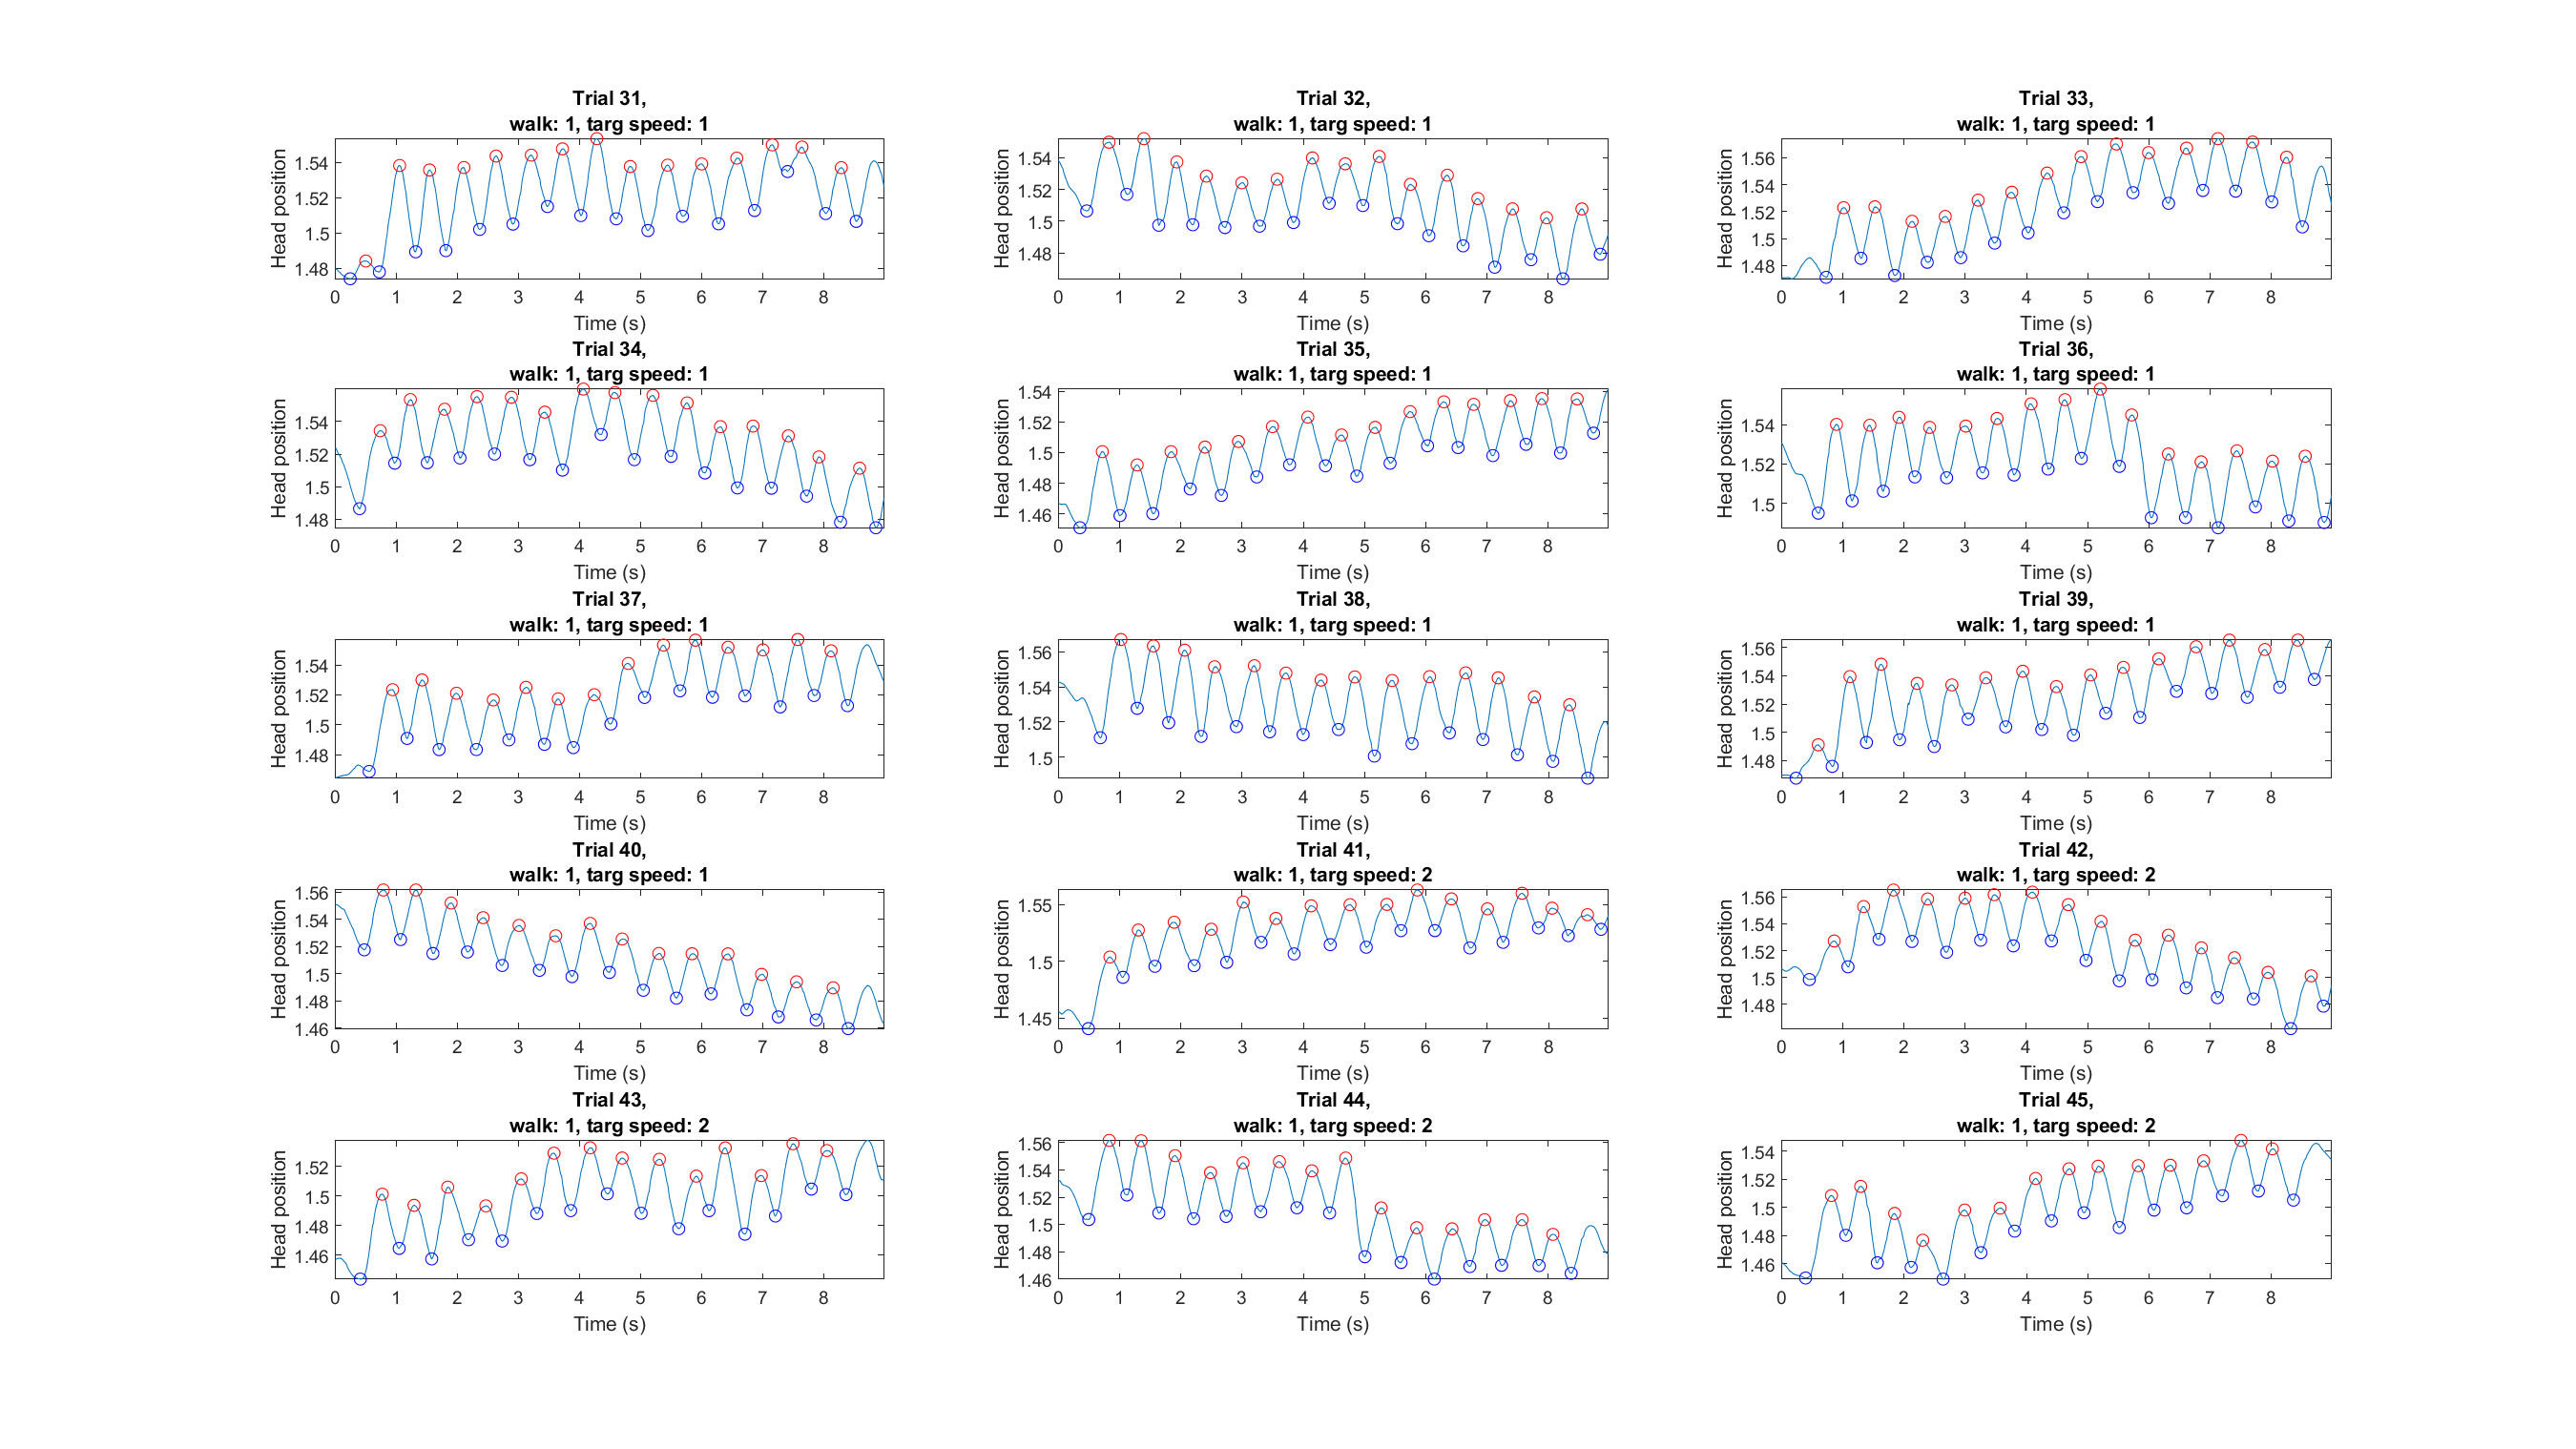 Trial 31,
walk: 1, targ speed: 1
Head position
1.54
1.52
1.5
1.48
0 1 2 3 4 5 6 7 8
Time (s)
Trial 32,
walk: 1, targ speed: 1
Head position
1.54
1.52
1.5
1.48
0 1 2 3 4 5 6 7 8
Time (s)
Trial 33,
walk: 1, targ speed: 1
Head position
1.56
1.54
1.52
1.5
1.48
0 1 2 3 4 5 6 7 8
Time (s)
Trial 34,
walk: 1, targ speed: 1
Head position
1.54
1.52
1.5
1.48
0 1 2 3 4 5 6 7 8
Time (s)
Trial 35,
walk: 1, targ speed: 1
Head position
1.54
1.52
1.5
1.48
1.46
0 1 2 3 4 5 6 7 8
Time (s)
Trial 36,
walk: 1, targ speed: 1
Head position
1.54
1.52
1.5
0 1 2 3 4 5 6 7 8
Time (s)
Trial 37,
walk: 1, targ speed: 1
Head position
1.54
1.52
1.5
1.48
0 1 2 3 4 5 6 7 8
Time (s)
Trial 38,
walk: 1, targ speed: 1
Head position
1.56
1.54
1.52
1.5
0 1 2 3 4 5 6 7 8
Time (s)
Trial 39,
walk: 1, targ speed: 1
Head position
1.56
1.54
1.52
1.5
1.48
0 1 2 3 4 5 6 7 8
Time (s)
Trial 40,
walk: 1, targ speed: 1
Head position
1.56
1.54
1.52
1.5
1.48
1.46
0 1 2 3 4 5 6 7 8
Time (s)
Trial 41,
walk: 1, targ speed: 2
Head position
1.55
1.5
1.45
0 1 2 3 4 5 6 7 8
Time (s)
Trial 42,
walk: 1, targ speed: 2
Head position
1.56
1.54
1.52
1.5
1.48
0 1 2 3 4 5 6 7 8
Time (s)
Trial 43,
walk: 1, targ speed: 2
Head position
1.52
1.5
1.48
1.46
0 1 2 3 4 5 6 7 8
Time (s)
Trial 44,
walk: 1, targ speed: 2
Head position
1.56
1.54
1.52
1.5
1.48
1.46
0 1 2 3 4 5 6 7 8
Time (s)
Trial 45,
walk: 1, targ speed: 2
Head position
1.54
1.52
1.5
1.48
1.46
0 1 2 3 4 5 6 7 8
Time (s)